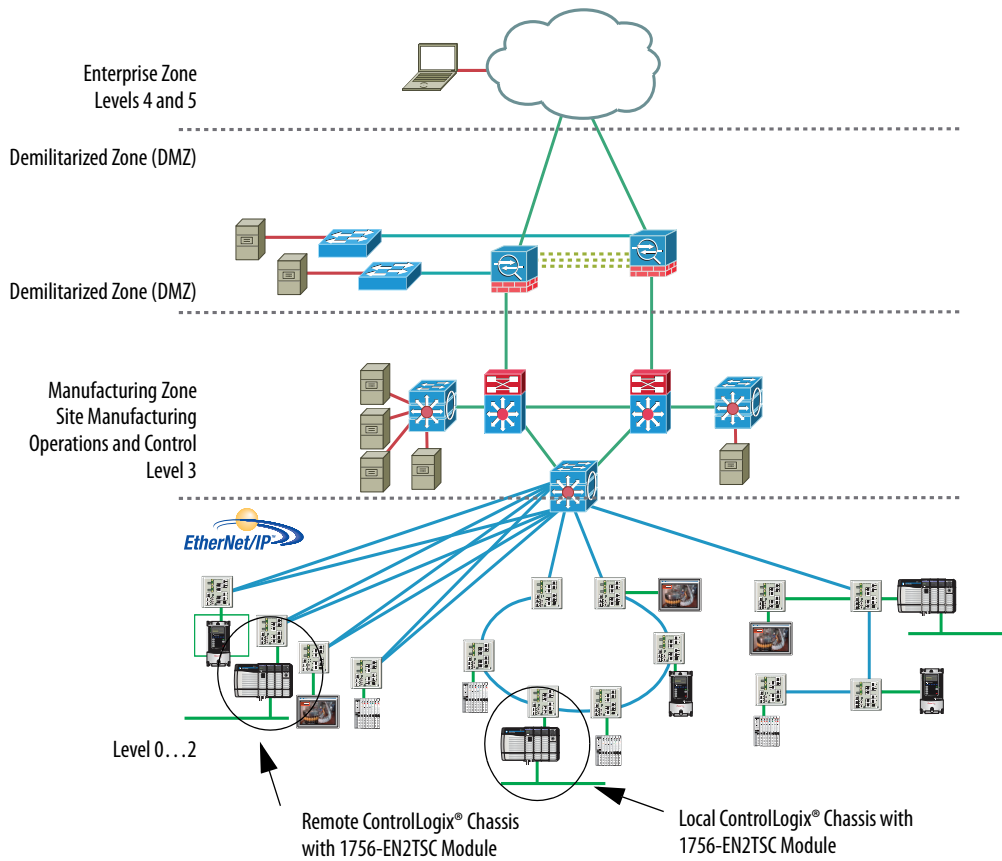 Enterprise Zone
Levels 4 and 5
Demilitarized Zone (DMZ)
Demilitarized Zone (DMZ)
Manufacturing Zone
Site Manufacturing
Operations and Control
Level 3
EtherNet/IP™
Level 0...2
Remote ControlLogix® Chassis
with 1756-EN2TSC Module
Local ControlLogix® Chassis with
1756-EN2TSC Module